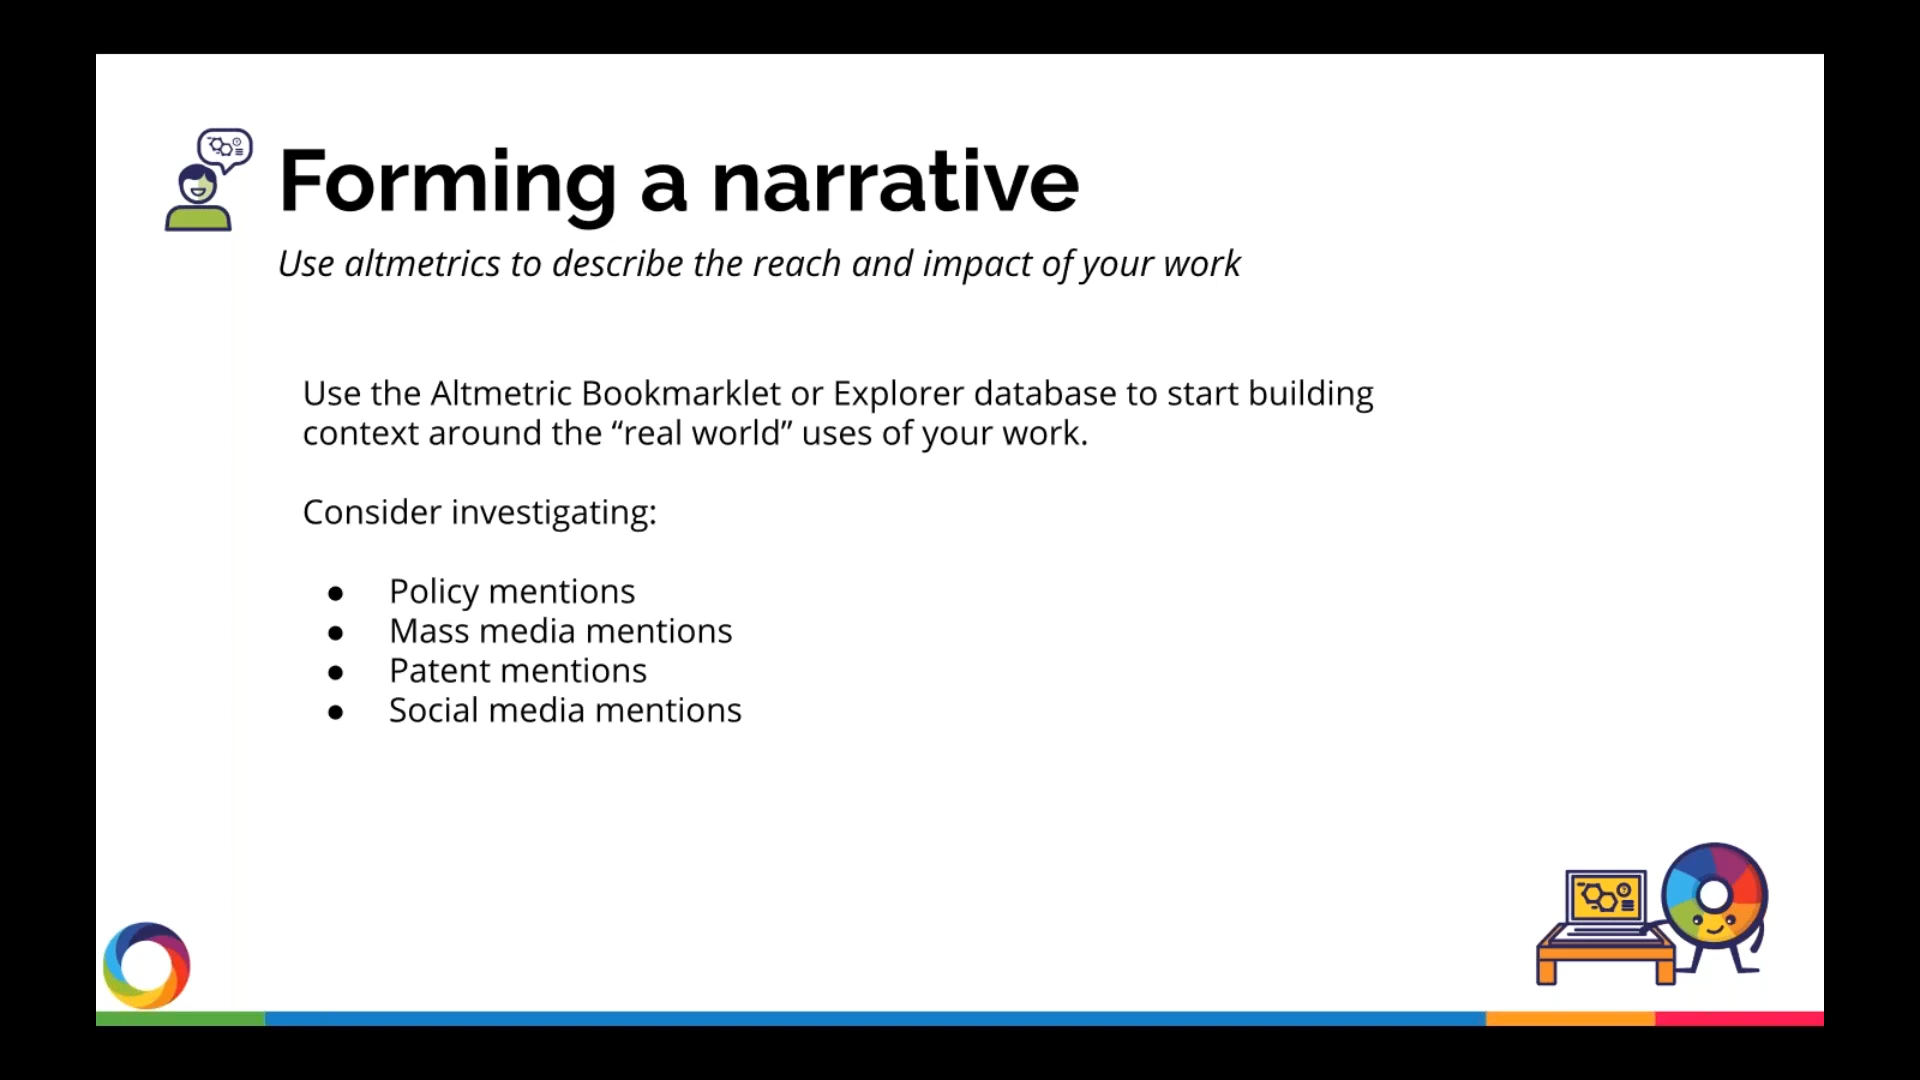 Forming a narrative
Use altmetrics to describe the reach and impact of your work
Use the Altmetric Bookmarklet or Explorer database to start building
context around the “real world” uses of your work.
Consider investigating:
● Policy mentions
● Mass media mentions
● Patent mentions
● Social media mentions